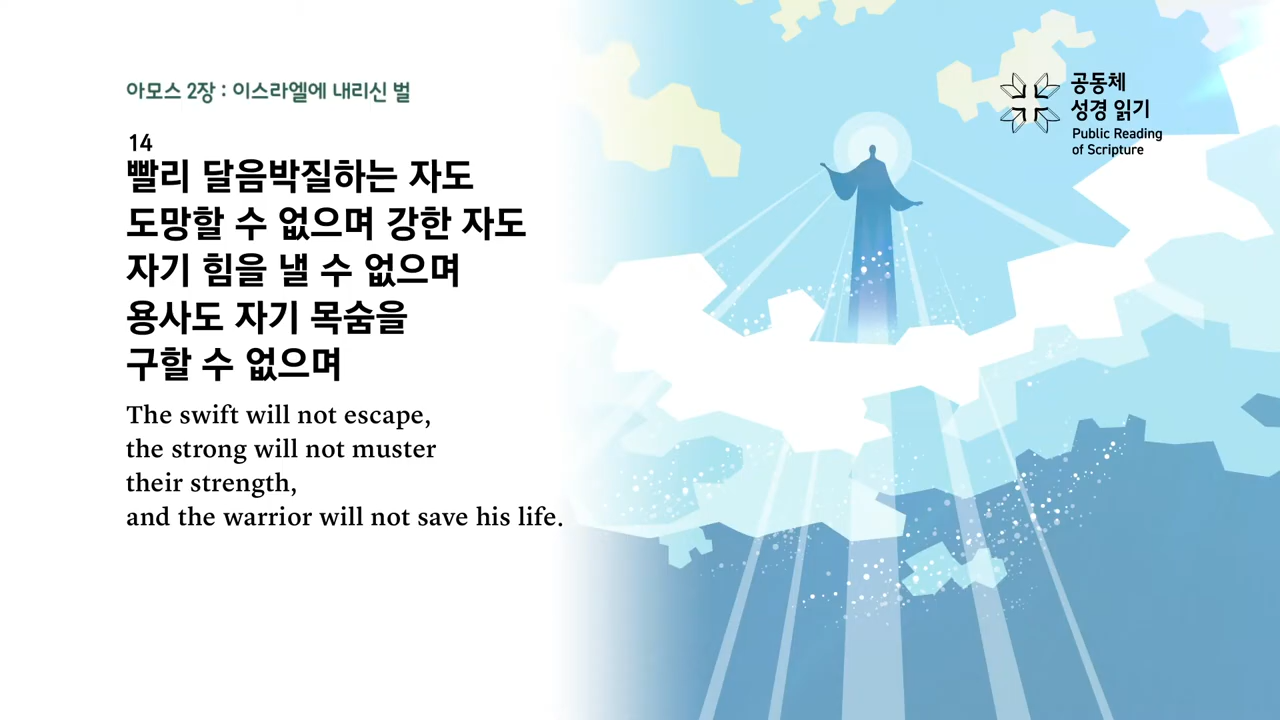 아모스 2장 : 이스라엘에 내리신 벌
14
빨리 달음박질하는 자도
도망할 수 없으며 강한 자도
자기 힘을 낼 수 없으며
용사도 자기 목숨을
구할 수 없으며
The swift will not escape,
the strong will not muster
their strength,
and the warrior will not save his life.
공동체
성경 읽기
Public Reading
of Scripture